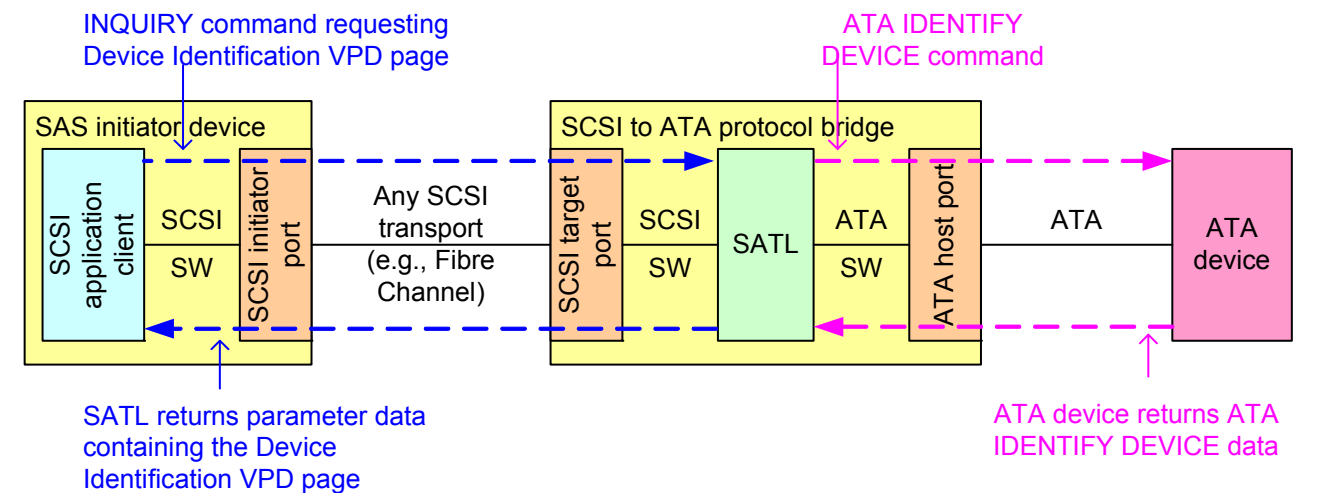 INQUIRY command requesting
Device Identification VPD page
ATA IDENTIFY
DEVICE command
SAS initiator device
SCSI to ATA protocol bridge
SCSI
application
client
SCSI
SW
SCSI initiator
port
Any SCSI
transport
(e.g., Fibre
Channel)
SCSI target
port
SCSI
SW
SATL
ATA
SW
ATA host port
ATA
ATA
device
SATL returns parameter data
containing the Device
Identification VPD page
ATA device returns ATA
IDENTIFY DEVICE data